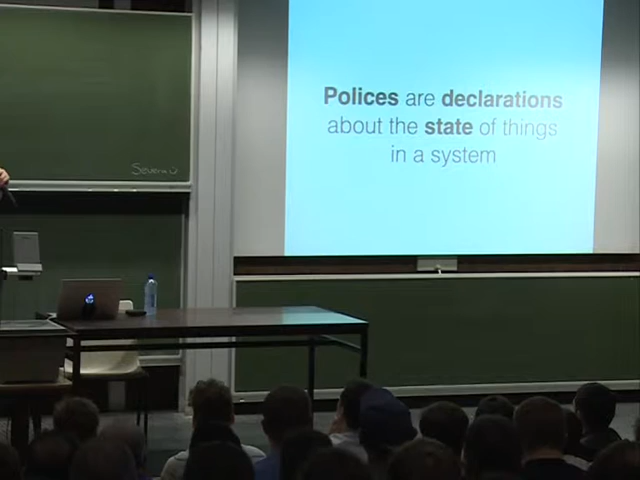 Polices are declarations
about the state of things
in a system